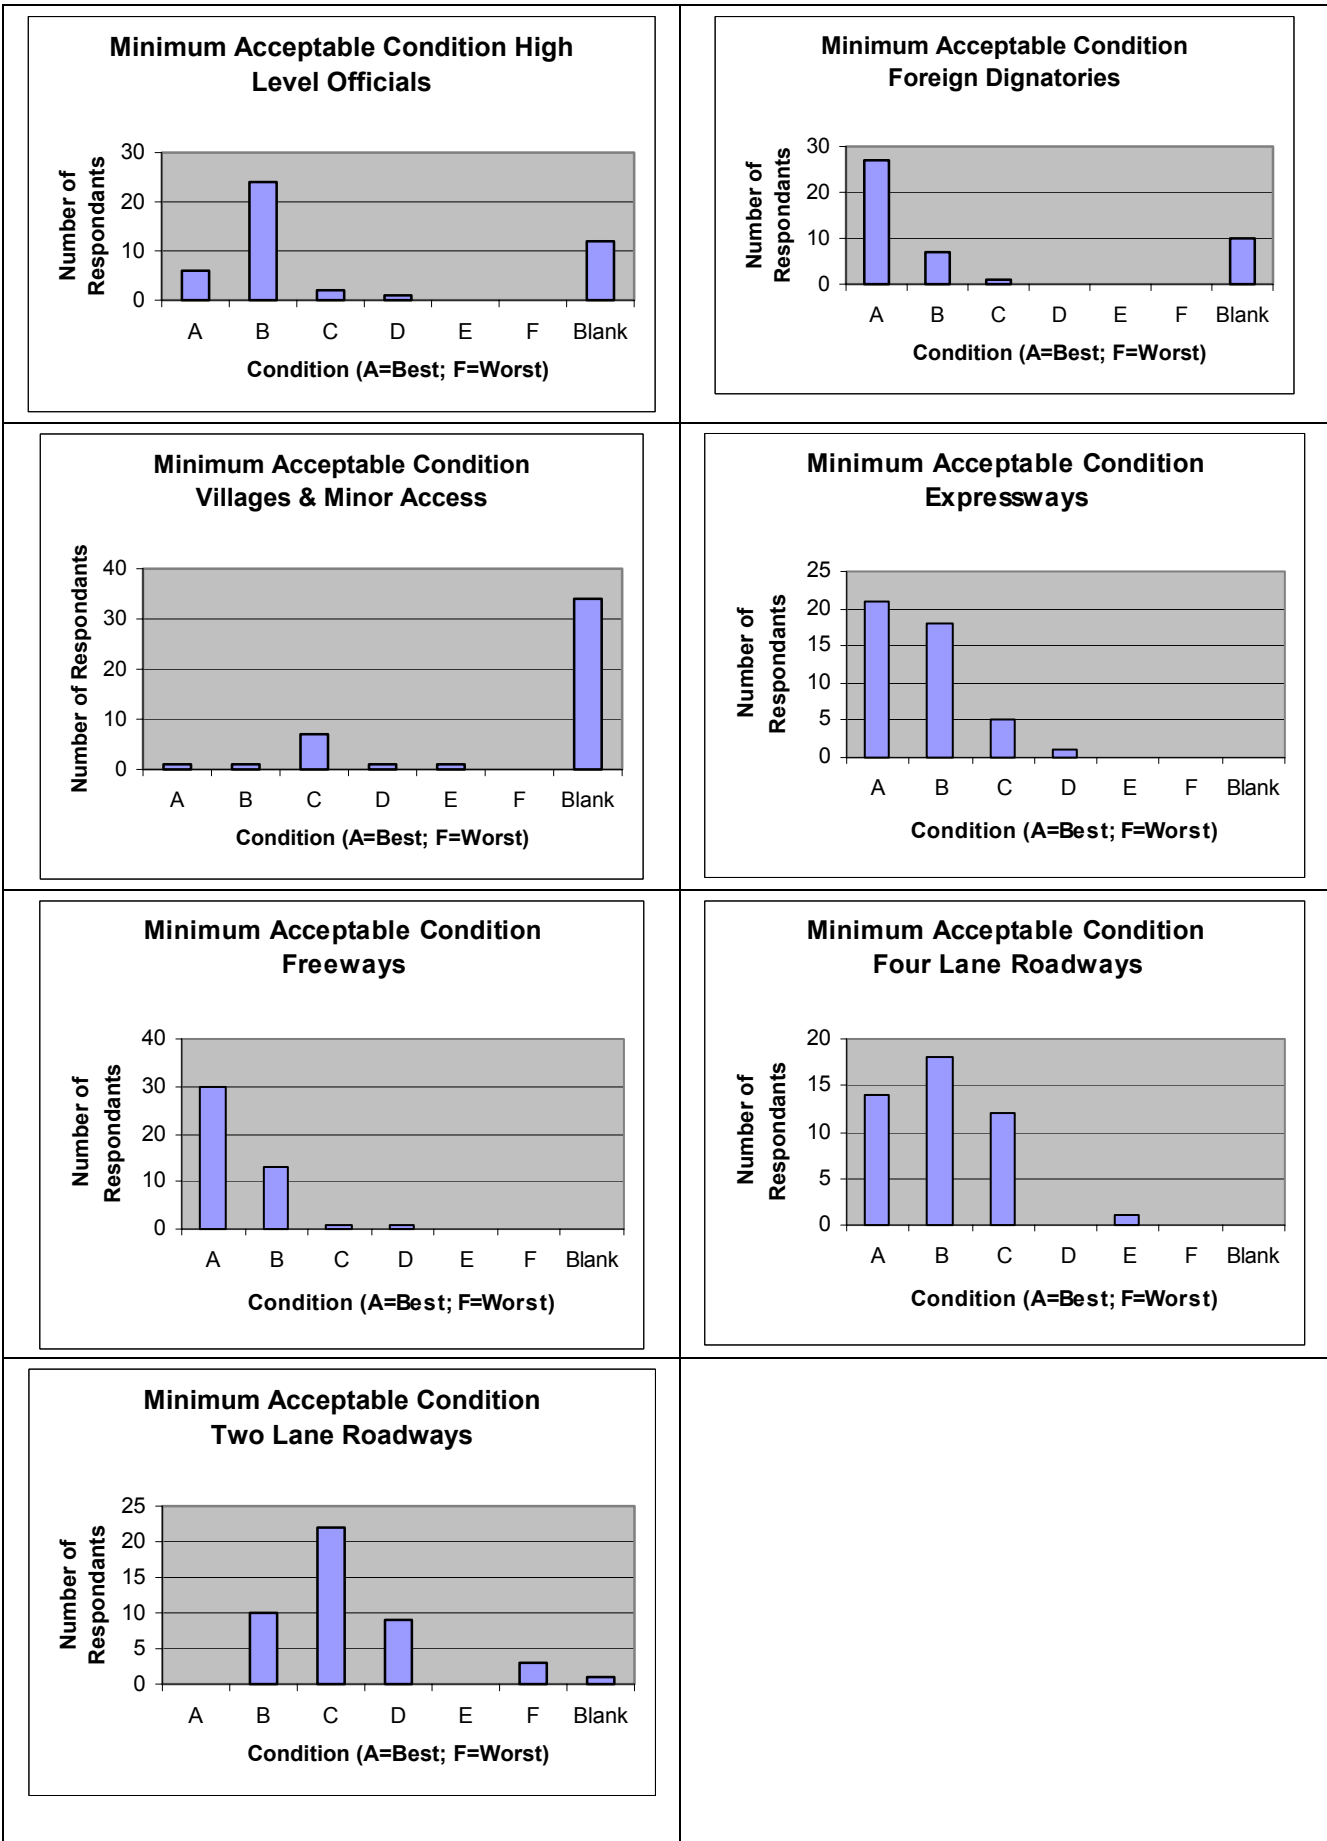 Minimum Acceptable Condition High
Level Officials
Number of
Respondants
30
20
10
0
A B C D E F Blank
Condition (A=Best; F=Worst)
Minimum Acceptable Condition
Foreign Dignatories
Number of
Respondants
30
20
10
0
A B C D E F Blank
Condition (A=Best; F=Worst)
Minimum Acceptable Condition
Villages & Minor Access
Number of Respondants
40
30
20
10
0
A B C D E F Blank
Condition (A=Best; F=Worst)
Minimum Acceptable Condition
Expressways
Number of
Respondants
25
20
15
10
5
0
A B C D E F Blank
Condition (A=Best; F=Worst)
Minimum Acceptable Condition
Freeways
Number of
Respondants
40
30
20
10
0
A B C D E F Blank
Condition (A=Best; F=Worst)
Minimum Acceptable Condition
Four Lane Roadways
Number of
Respondants
20
15
10
5
0
A B C D E F Blank
Condition (A=Best; F=Worst)
Minimum Acceptable Condition
Two Lane Roadways
Number of
Respondants
25
20
15
10
5
0
A B C D E F Blank
Condition (A=Best; F=Worst)